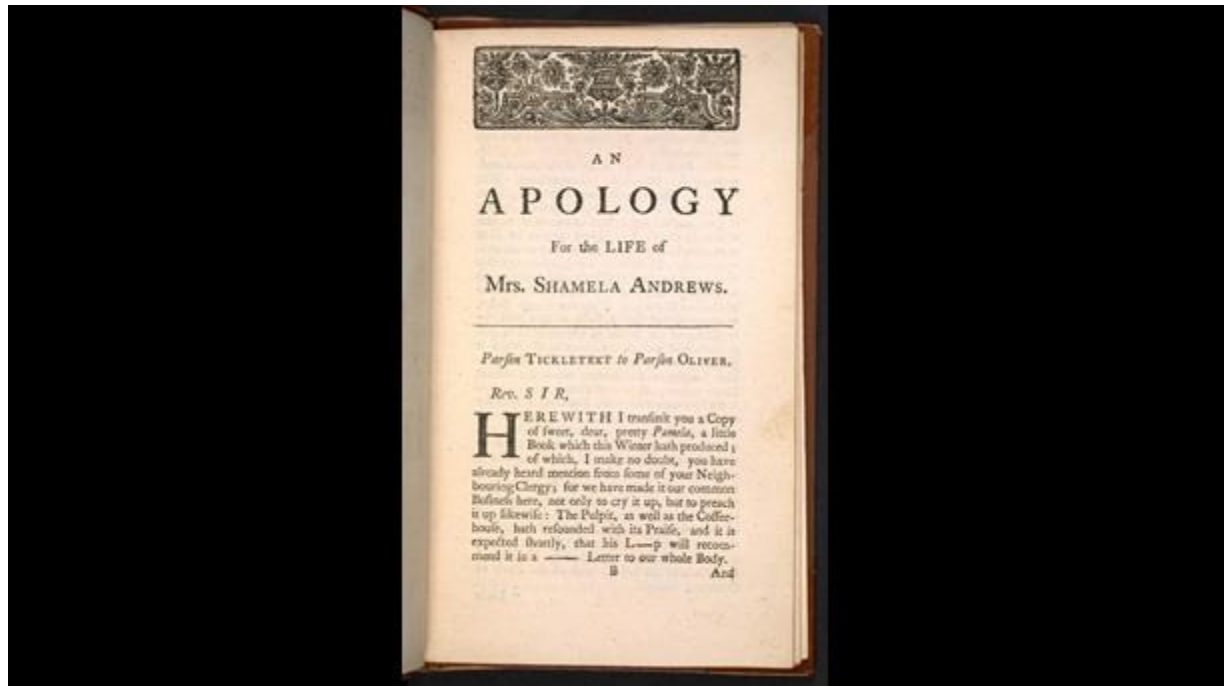 AN
APOLOGY
For the LIFE of
Mrs. SHAMELA ANDREWS.
Parſon TICKLETEXT to Parſon OLIVER.
Rev. S I R,
HEREWITH I tranſmit you a Copy
of ſweet, dear, pretty Pamela, a little
Book which this Winter hath produced;
of which, I make no doubt, you have
already heard mention from ſome of your Neigh-
bouring Clergy; for we have made it our common
Buſineſs here, not only to cry it up, but to preach
it up likewiſe: The Pulpit, as well as the Coffee-
houſe, hath reſounded with its Praiſe, and it is
expected ſhortly, that his L——p will recom-
mend it in a —— Letter to our whole Body.
B And